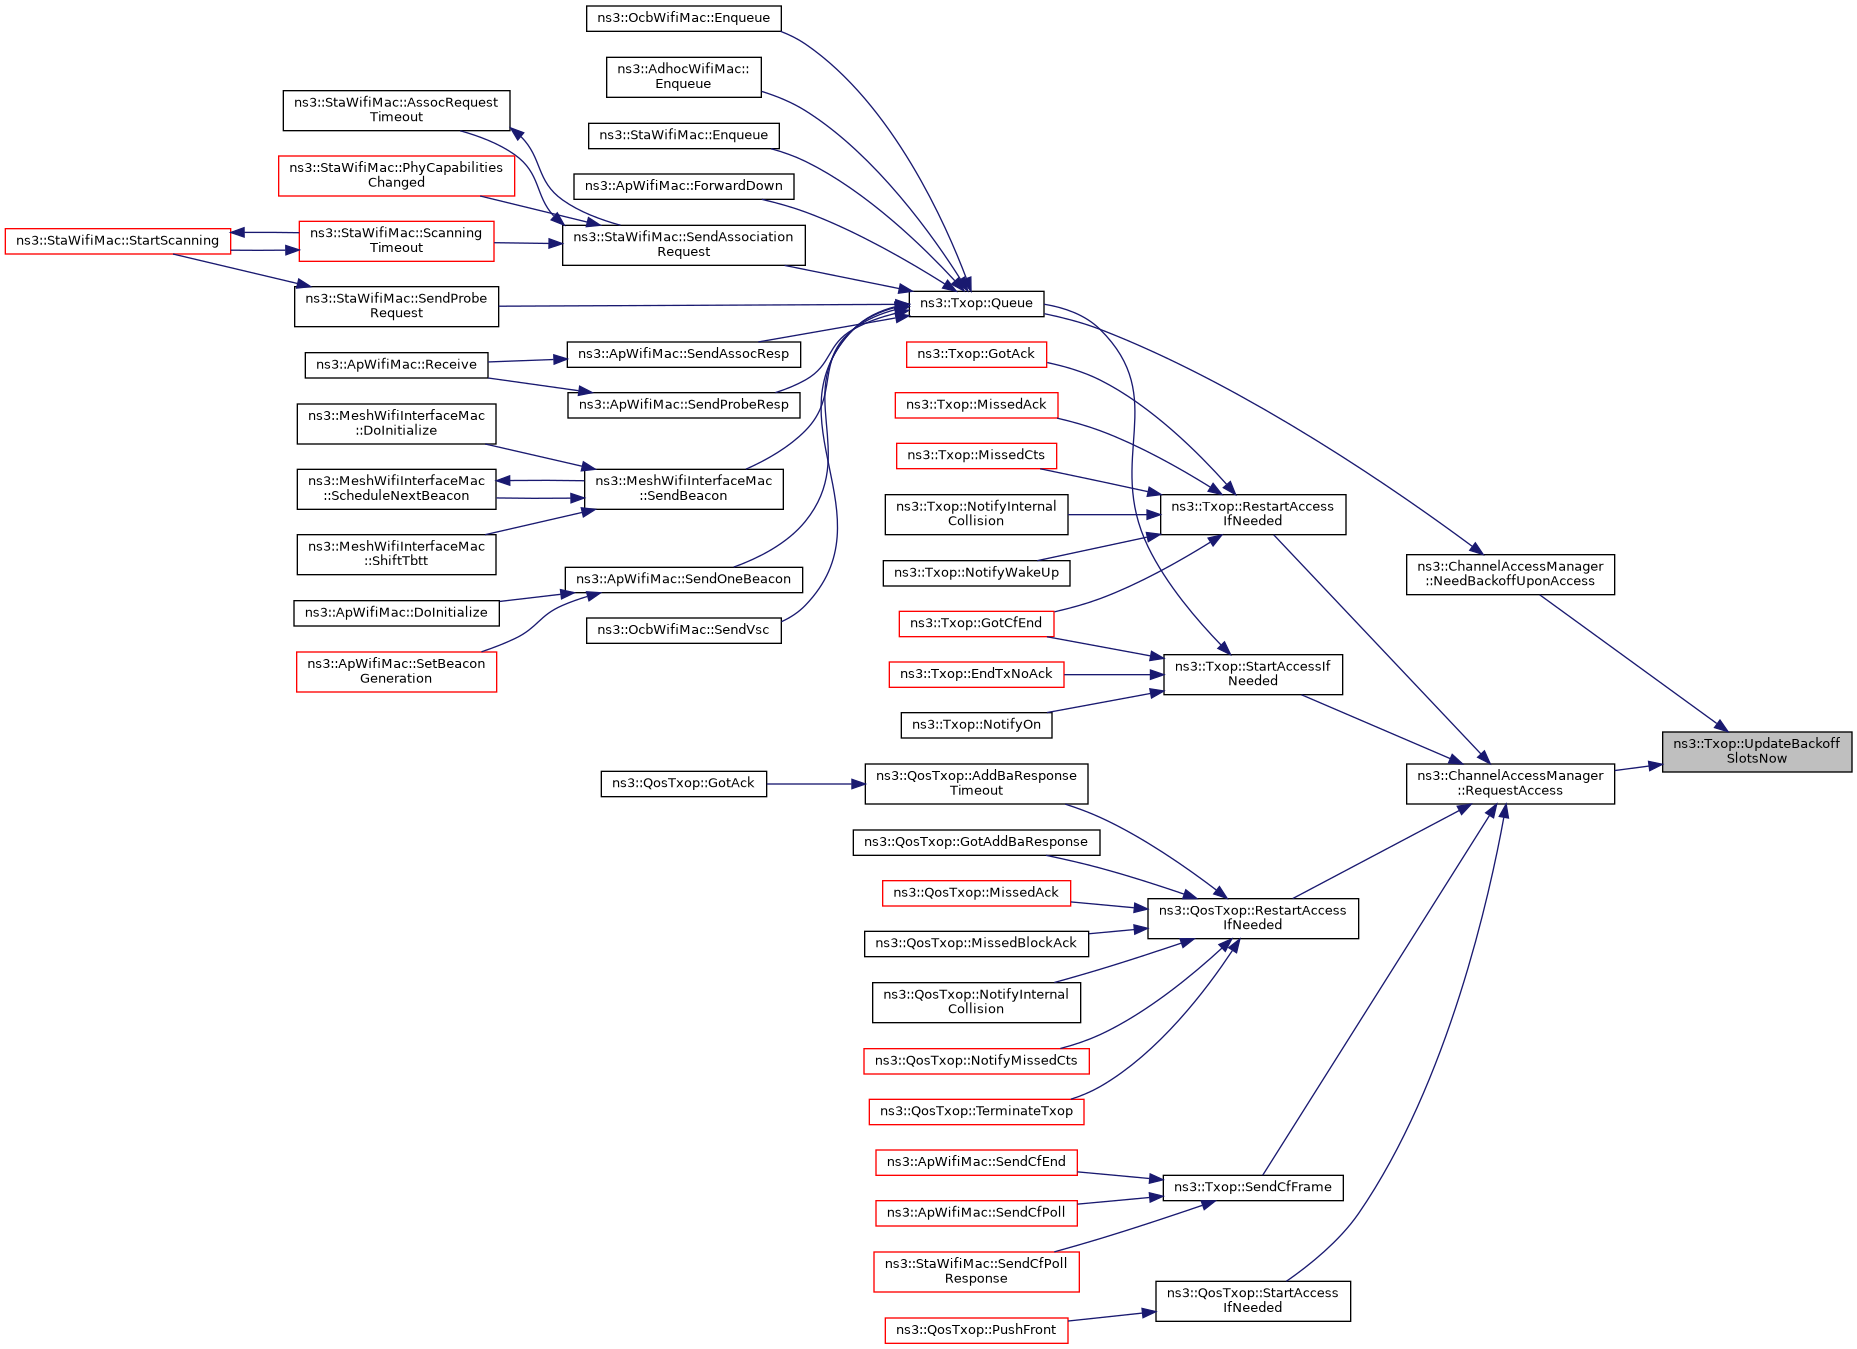 ns3::OcbWifiMac::Enqueue
ns3::AdhocWifiMac::
Enqueue
ns3::StaWifiMac::AssocRequest
Timeout
ns3::StaWifiMac::Enqueue
ns3::StaWifiMac::PhyCapabilities
Changed
ns3::ApWifiMac::ForwardDown
ns3::StaWifiMac::StartScanning
ns3::StaWifiMac::Scanning
Timeout
ns3::StaWifiMac::SendAssociation
Request
ns3::StaWifiMac::SendProbe
Request
ns3::Txop::Queue
ns3::ApWifiMac::Receive
ns3::ApWifiMac::SendAssocResp
ns3::Txop::GotAck
ns3::ApWifiMac::SendProbeResp
ns3::Txop::MissedAck
ns3::MeshWifiInterfaceMac
::DoInitialize
ns3::Txop::MissedCts
ns3::MeshWifiInterfaceMac
::ScheduleNextBeacon
ns3::MeshWifiInterfaceMac
::SendBeacon
ns3::Txop::NotifyInternal
Collision
ns3::Txop::RestartAccess
IfNeeded
ns3::MeshWifiInterfaceMac
::ShiftTbtt
ns3::ApWifiMac::SendOneBeacon
ns3::Txop::NotifyWakeUp
ns3::ChannelAccessManager
::NeedBackoffUponAccess
ns3::ApWifiMac::DoInitialize
ns3::OcbWifiMac::SendVsc
ns3::Txop::GotCfEnd
ns3::ApWifiMac::SetBeacon
Generation
ns3::Txop::EndTxNoAck
ns3::Txop::StartAccessIf
Needed
ns3::Txop::NotifyOn
ns3::Txop::UpdateBackoff
SlotsNow
ns3::QosTxop::GotAck
ns3::QosTxop::AddBaResponse
Timeout
ns3::ChannelAccessManager
::RequestAccess
ns3::QosTxop::GotAddBaResponse
ns3::QosTxop::MissedAck
ns3::QosTxop::RestartAccess
IfNeeded
ns3::QosTxop::MissedBlockAck
ns3::QosTxop::NotifyInternal
Collision
ns3::QosTxop::NotifyMissedCts
ns3::QosTxop::TerminateTxop
ns3::ApWifiMac::SendCfEnd
ns3::Txop::SendCfFrame
ns3::ApWifiMac::SendCfPoll
ns3::StaWifiMac::SendCfPoll
Response
ns3::QosTxop::StartAccess
IfNeeded
ns3::QosTxop::PushFront